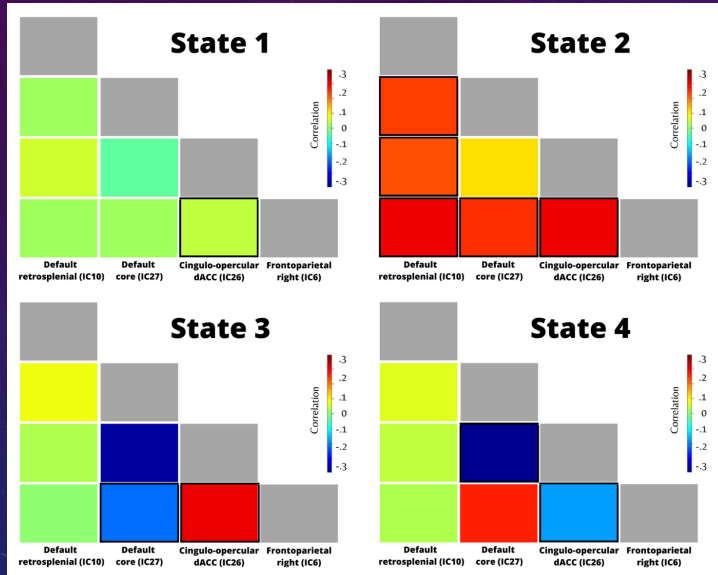 State 1
.3
.2
.1
0
-.1
-.2
-.3
Correlation
Default
retrosplenial (IC10)
Default
core (IC27)
Cingulo-opercular
dACC (IC26)
Frontoparietal
right (IC6)
State 2
.3
.2
.1
0
-.1
-.2
-.3
Correlation
Default
retrosplenial (IC10)
Default
core (IC27)
Cingulo-opercular
dACC (IC26)
Frontoparietal
right (IC6)
State 3
.3
.2
.1
0
-.1
-.2
-.3
Correlation
Default
retrosplenial (IC10)
Default
core (IC27)
Cingulo-opercular
dACC (IC26)
Frontoparietal
right (IC6)
State 4
.3
.2
.1
0
-.1
-.2
-.3
Correlation
Default
retrosplenial (IC10)
Default
core (IC27)
Cingulo-opercular
dACC (IC26)
Frontoparietal
right (IC6)